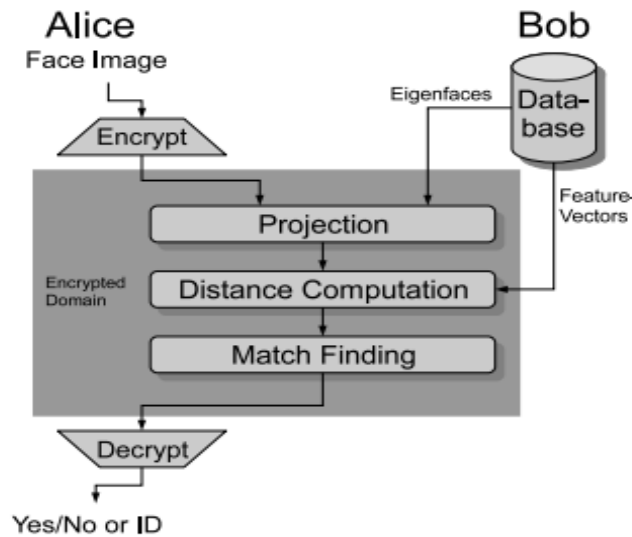 Alice
Bob
Face Image
Eigenfaces
Data-
base
Encrypt
Feature-
Vectors
Projection
Encrypted
Domain
Distance Computation
Match Finding
Decrypt
Yes/No or ID